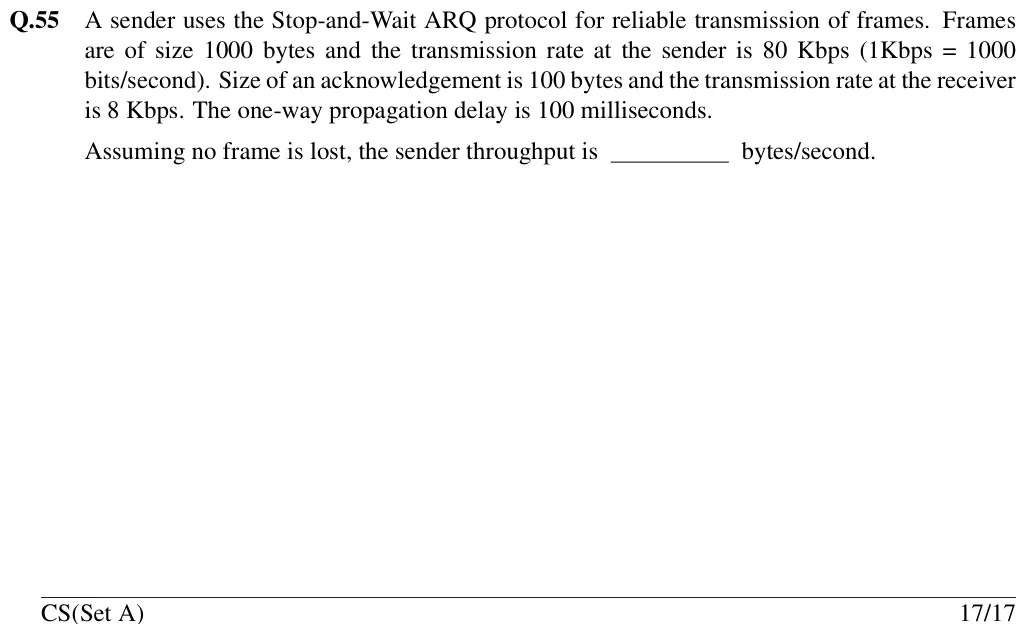 Q.55 A sender uses the Stop-and-Wait ARQ protocol for reliable transmission of frames. Frames
are of size 1000 bytes and the transmission rate at the sender is 80 Kbps (1Kbps = 1000
bits/second). Size of an acknowledgement is 100 bytes and the transmission rate at the receiver
is 8 Kbps. The one-way propagation delay is 100 milliseconds.
Assuming no frame is lost, the sender throughput is __________ bytes/second.
CS(Set A) 17/17